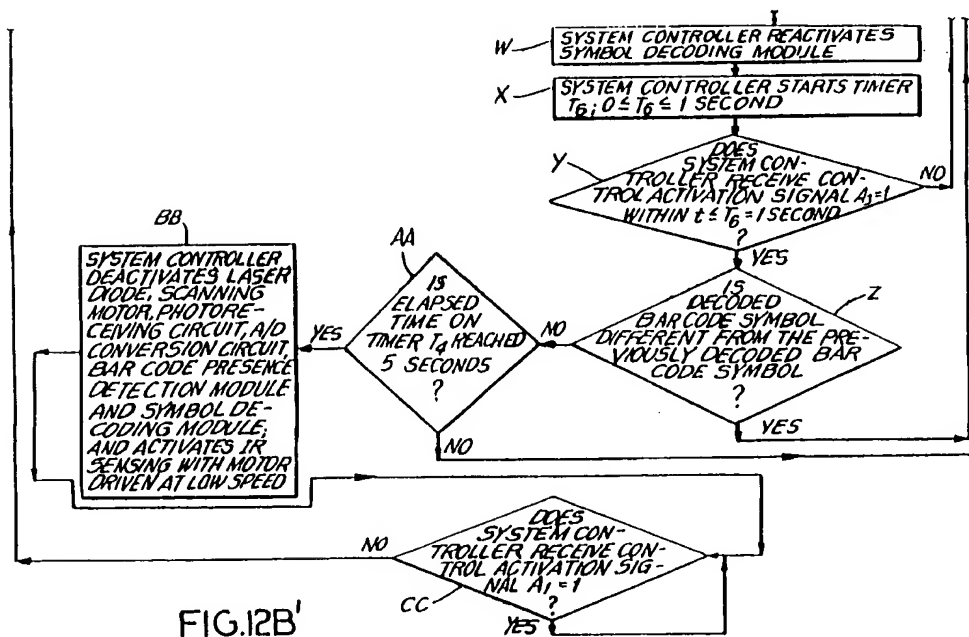 W
SYSTEM CONTROLLER REACTIVATES
SYMBOL DECODING MODULE
X
SYSTEM CONTROLLER STARTS TIMER
T6; 0 ≤ T6 ≤ 1 SECOND
Y
DOES
SYSTEM CON-
TROLLER RECEIVE CON-
TROL ACTIVATION SIGNAL A3=1
WITHIN t ≤ T6 = 1 SECOND
?
NO
YES
Z
IS
DECODED
BAR CODE SYMBOL
DIFFERENT FROM THE PRE-
VIOUSLY DECODED BAR
CODE SYMBOL
?
NO
YES
AA
IS
ELAPSED
TIME ON
TIMER T4 REACHED
5 SECONDS
?
YES
NO
BB
SYSTEM CONTROLLER
DEACTIVATES LASER
DIODE, SCANNING
MOTOR, PHOTORE-
CEIVING CIRCUIT, A/D
CONVERSION CIRCUIT,
BAR CODE PRESENCE
DETECTION MODULE
AND SYMBOL DE-
CODING MODULE;
AND ACTIVATES IR
SENSING WITH MOTOR
DRIVEN AT LOW SPEED
DOES
SYSTEM CON-
TROLLER RECEIVE CON-
TROL ACTIVATION SIG-
NAL A1 = 1
?
NO
CC
YES
FIG.12B'